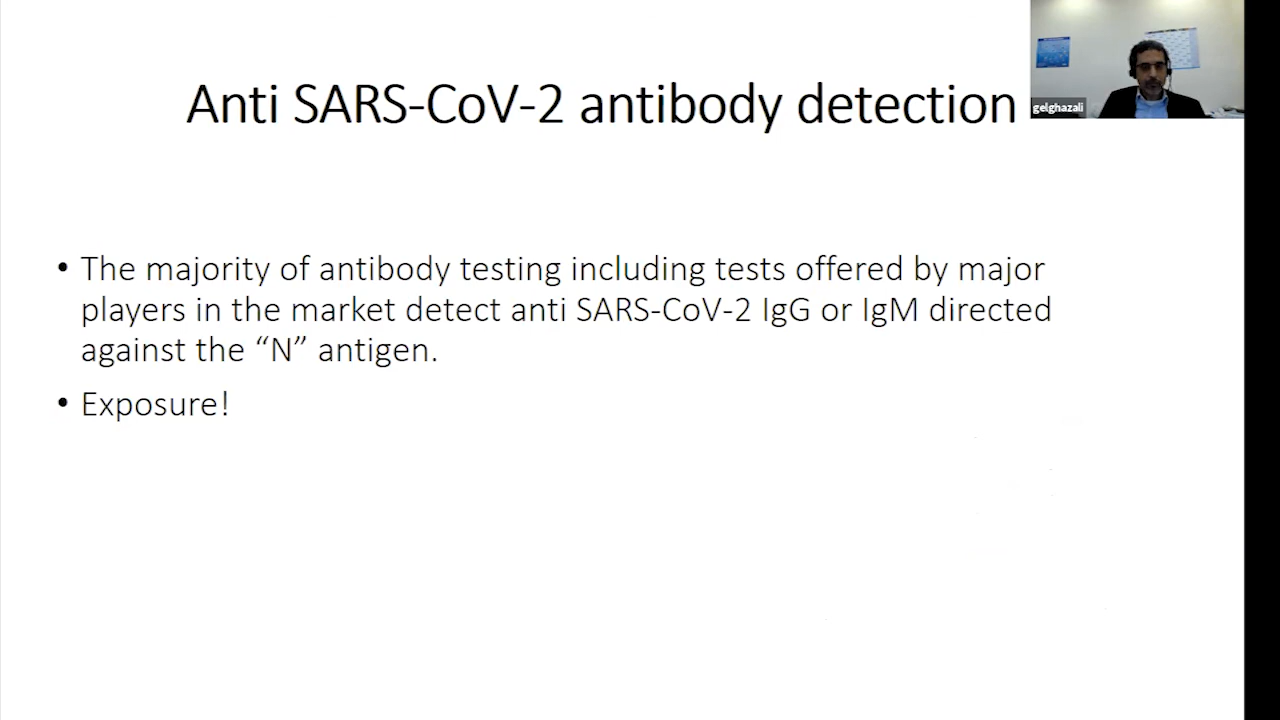 Anti SARS-CoV-2 antibody detection
gelghazali
• The majority of antibody testing including tests offered by major
players in the market detect anti SARS-CoV-2 IgG or IgM directed
against the “N” antigen.
• Exposure!